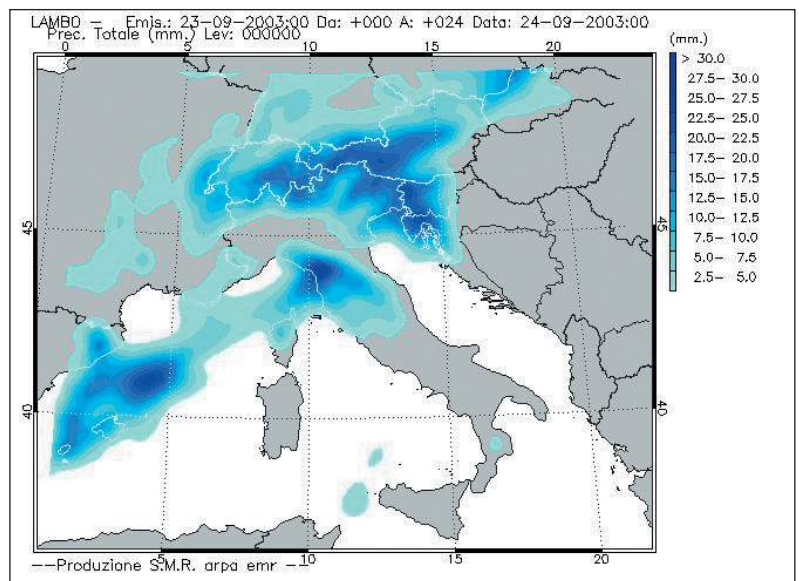 LAMBO - Emis.: 23-09-2003:00 Da: +000 A: +024 Data: 24-09-2003:00
Prec. Totale (mm.) Lev: 000000
(mm.)
0 5 10 15 20
> 30.0
27.5- 30.0
25.0- 27.5
22.5- 25.0
20.0- 22.5
17.5- 20.0
15.0- 17.5
12.5- 15.0
10.0- 12.5
7.5- 10.0
5.0- 7.5
2.5- 5.0
45 45
40 40
5 10 15 20
--Produzione S.M.R. arpa emr --